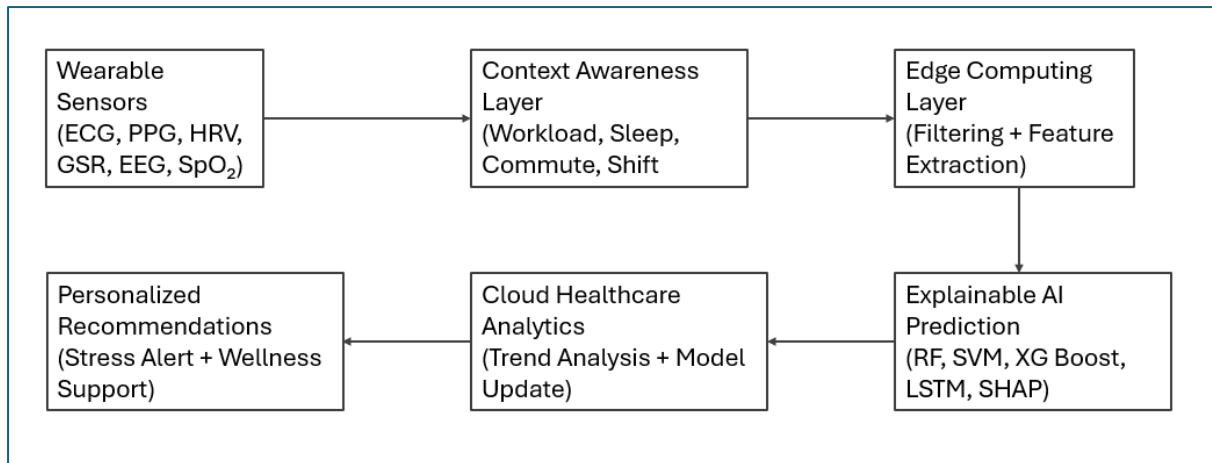 Wearable
Sensors
(ECG, PPG, HRV,
GSR, EEG, SpO₂)
Context Awareness
Layer
(Workload, Sleep,
Commute, Shift
Edge Computing
Layer
(Filtering + Feature
Extraction)
Personalized
Recommendations
(Stress Alert + Wellness
Support)
Cloud Healthcare
Analytics
(Trend Analysis + Model
Update)
Explainable AI
Prediction
(RF, SVM, XG Boost,
LSTM, SHAP)